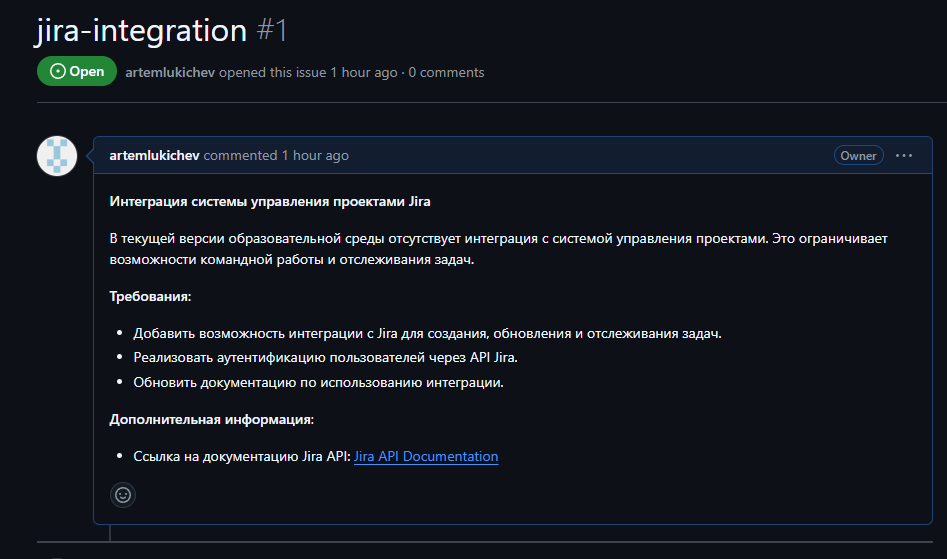 jira-integration #1
Open artemlukichev opened this issue 1 hour ago · 0 comments
artemlukichev commented 1 hour ago Owner
Интеграция системы управления проектами Jira
В текущей версии образовательной среды отсутствует интеграция с системой управления проектами. Это ограничивает
возможности командной работы и отслеживания задач.
Требования:
• Добавить возможность интеграции с Jira для создания, обновления и отслеживания задач.
• Реализовать аутентификацию пользователей через API Jira.
• Обновить документацию по использованию интеграции.
Дополнительная информация:
• Ссылка на документацию Jira API: Jira API Documentation